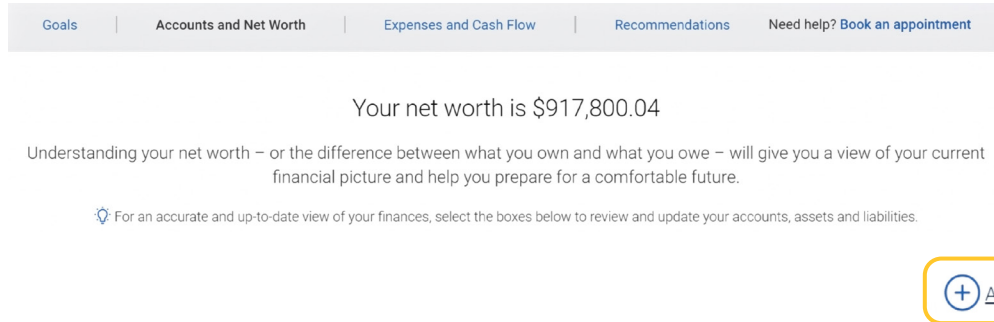 Goals | Accounts and Net Worth | Expenses and Cash Flow | Recommendations Need help? Book an appointment
Your net worth is $917,800.04
Understanding your net worth – or the difference between what you own and what you owe – will give you a view of your current
financial picture and help you prepare for a comfortable future.
For an accurate and up-to-date view of your finances, select the boxes below to review and update your accounts, assets and liabilities.